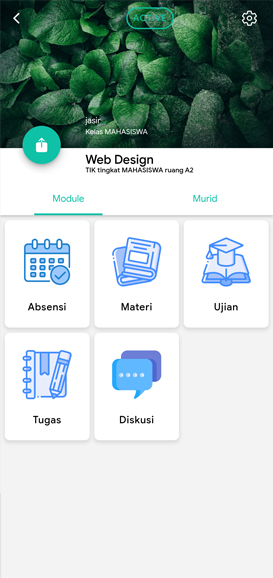 ACTIVE
jasir
Kelas MAHASISWA
Web Design
TIK tingkat MAHASISWA ruang A2
Module Murid
Absensi Materi Ujian
Tugas Diskusi